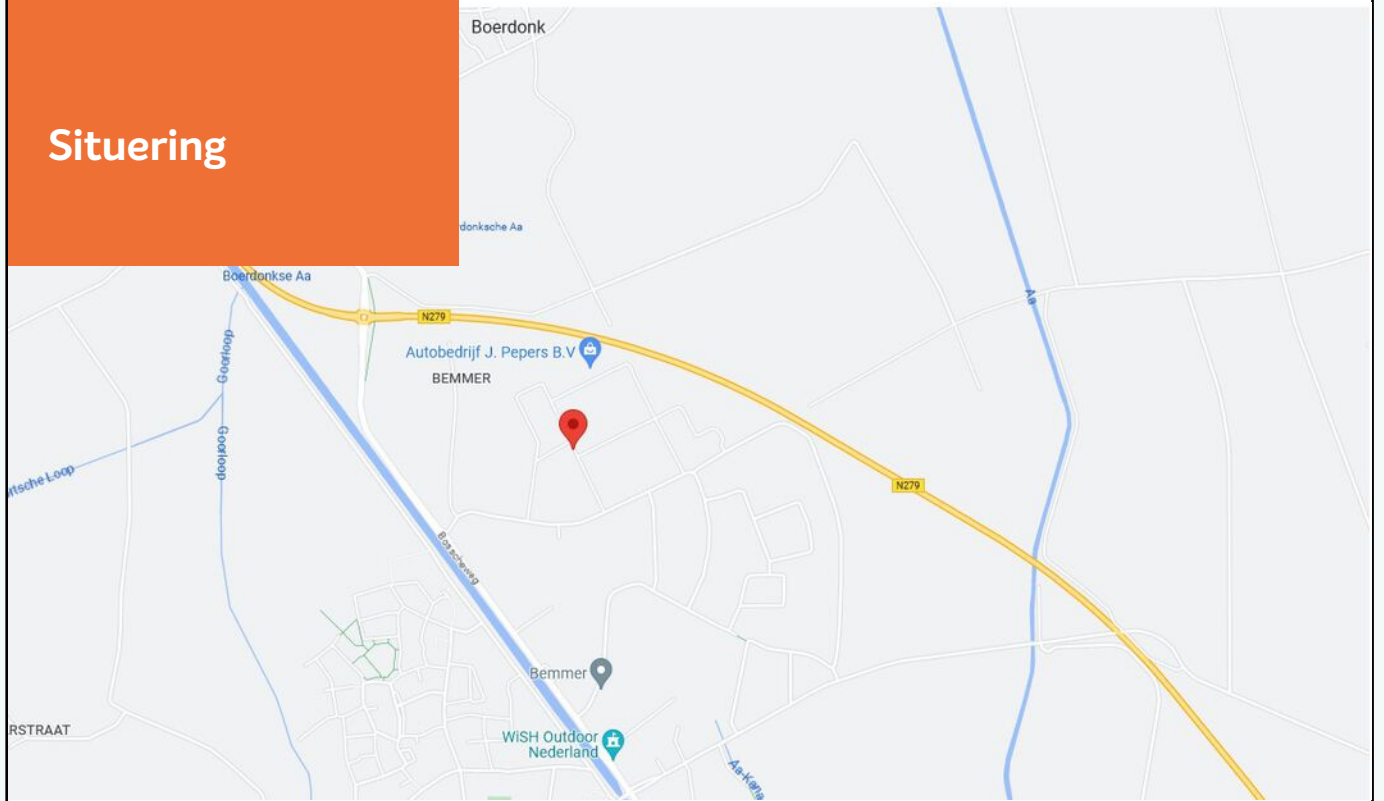 Boerdonk
Situering
donksche Aa
Boerdonkse Aa
Aa
N279
Goorloop
Autobedrijf J. Pepers B.V
BEMMER
Goorloop
rtsche Loop
N279
Bosscheweg
Bemmer
RSTRAAT
WiSH Outdoor
Nederland
Aa-Kana